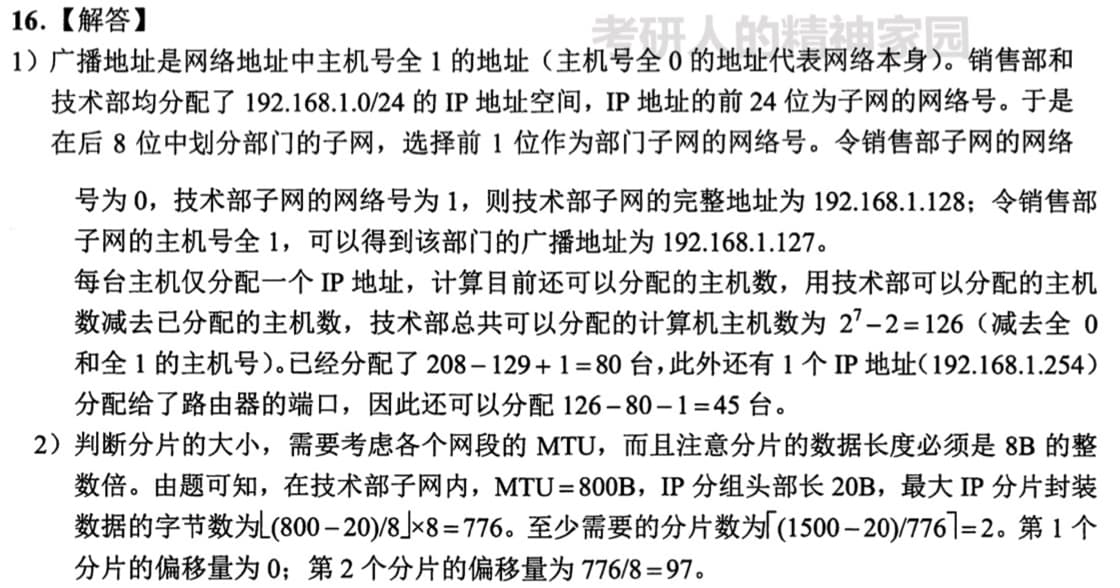 考研人的精神家园
16.【解答】
1）广播地址是网络地址中主机号全 1 的地址（主机号全 0 的地址代表网络本身）。销售部和
技术部均分配了 192.168.1.0/24 的 IP 地址空间，IP 地址的前 24 位为子网的网络号。于是
在后 8 位中划分部门的子网，选择前 1 位作为部门子网的网络号。令销售部子网的网络
号为 0，技术部子网的网络号为 1，则技术部子网的完整地址为 192.168.1.128；令销售部
子网的主机号全 1，可以得到该部门的广播地址为 192.168.1.127。
每台主机仅分配一个 IP 地址，计算目前还可以分配的主机数，用技术部可以分配的主机
数减去已分配的主机数，技术部总共可以分配的计算机主机数为 2⁷−2=126（减去全 0
和全 1 的主机号）。已经分配了 208−129+1=80 台，此外还有 1 个 IP 地址（192.168.1.254）
分配给了路由器的端口，因此还可以分配 126−80−1=45 台。
2）判断分片的大小，需要考虑各个网段的 MTU，而且注意分片的数据长度必须是 8B 的整
数倍。由题可知，在技术部子网内，MTU=800B，IP 分组头部长 20B，最大 IP 分片封装
数据的字节数为⌊(800−20)/8⌋×8=776。至少需要的分片数为⌈(1500−20)/776⌉=2。第 1 个
分片的偏移量为 0；第 2 个分片的偏移量为 776/8=97。